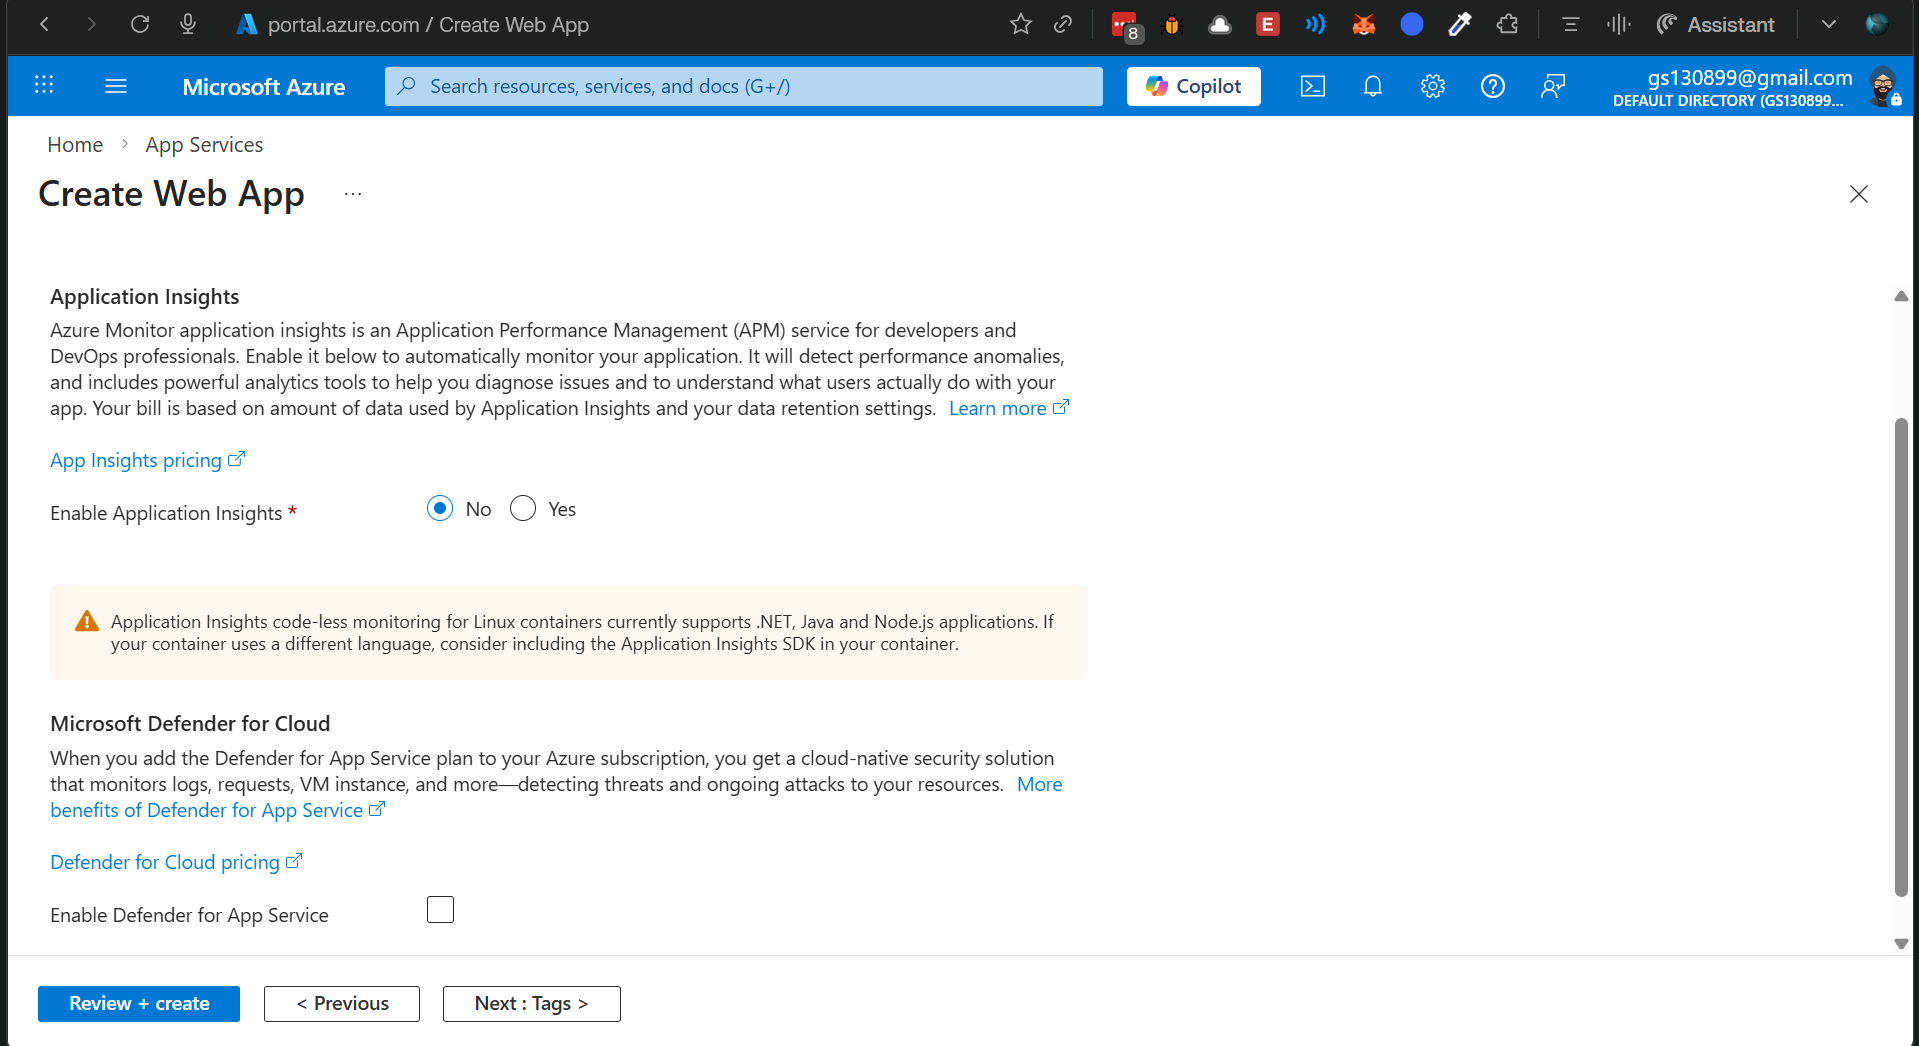 portal.azure.com / Create Web App
8
E
Assistant
Microsoft Azure
Search resources, services, and docs (G+/)
Copilot
gs130899@gmail.com
DEFAULT DIRECTORY (GS130899...
Home > App Services
Create Web App ...
Application Insights
Azure Monitor application insights is an Application Performance Management (APM) service for developers and
DevOps professionals. Enable it below to automatically monitor your application. It will detect performance anomalies,
and includes powerful analytics tools to help you diagnose issues and to understand what users actually do with your
app. Your bill is based on amount of data used by Application Insights and your data retention settings. Learn more
App Insights pricing
Enable Application Insights * No Yes
Application Insights code-less monitoring for Linux containers currently supports .NET, Java and Node.js applications. If
your container uses a different language, consider including the Application Insights SDK in your container.
Microsoft Defender for Cloud
When you add the Defender for App Service plan to your Azure subscription, you get a cloud-native security solution
that monitors logs, requests, VM instance, and more—detecting threats and ongoing attacks to your resources. More
benefits of Defender for App Service
Defender for Cloud pricing
Enable Defender for App Service
Review + create
< Previous
Next : Tags >